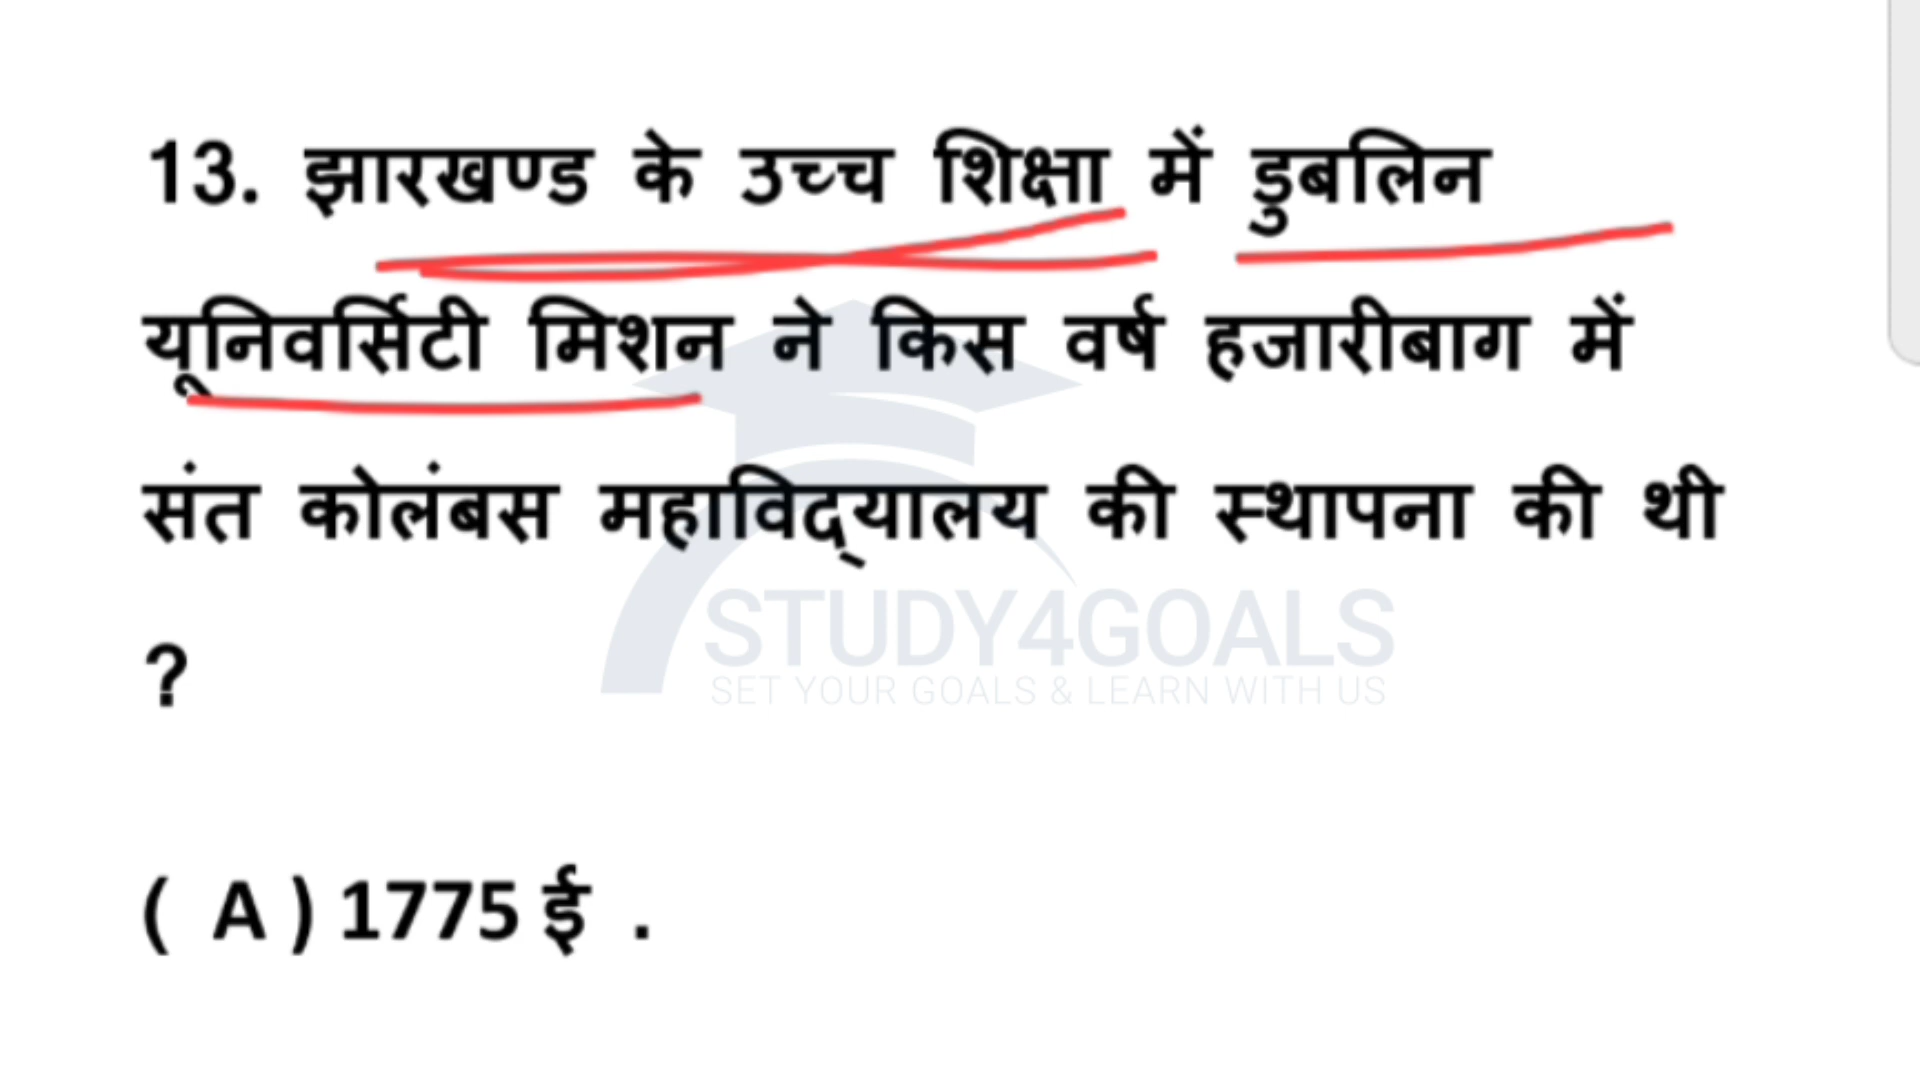 13. झारखण्ड के उच्च शिक्षा में डुबलिन
यूनिवर्सिटी मिशन ने किस वर्ष हजारीबाग में
संत कोलंबस महाविद्‌यालय की स्थापना की थी
?
STUDY4GOALS
SET YOUR GOALS & LEARN WITH US
( A ) 1775 ई .